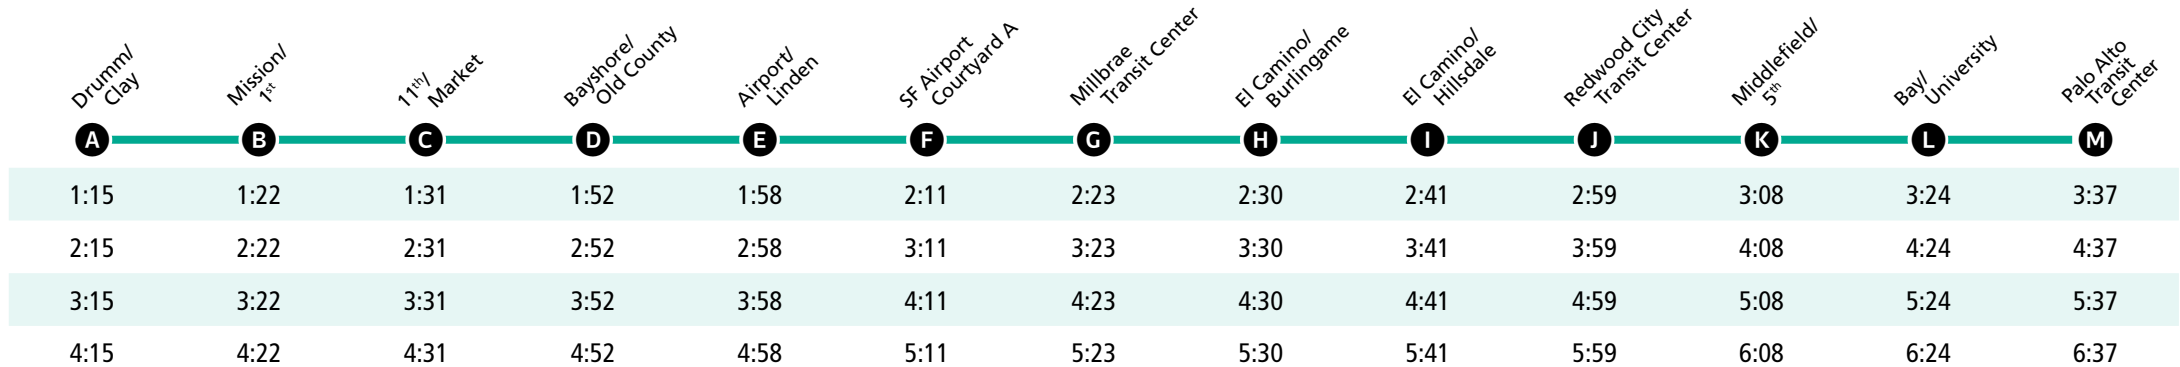 Drumm/
Clay
Mission/
1st
11th/
Market
Bayshore/
Old County
Airport/
Linden
SF Airport
Courtyard A
Millbrae
Transit Center
El Camino/
Burlingame
El Camino/
Hillsdale
Redwood City
Transit Center
Middlefield/
5th
Bay/
University
Palo Alto
Transit
Center
A B C D E F G H I J K L M
1:15 1:22 1:31 1:52 1:58 2:11 2:23 2:30 2:41 2:59 3:08 3:24 3:37
2:15 2:22 2:31 2:52 2:58 3:11 3:23 3:30 3:41 3:59 4:08 4:24 4:37
3:15 3:22 3:31 3:52 3:58 4:11 4:23 4:30 4:41 4:59 5:08 5:24 5:37
4:15 4:22 4:31 4:52 4:58 5:11 5:23 5:30 5:41 5:59 6:08 6:24 6:37